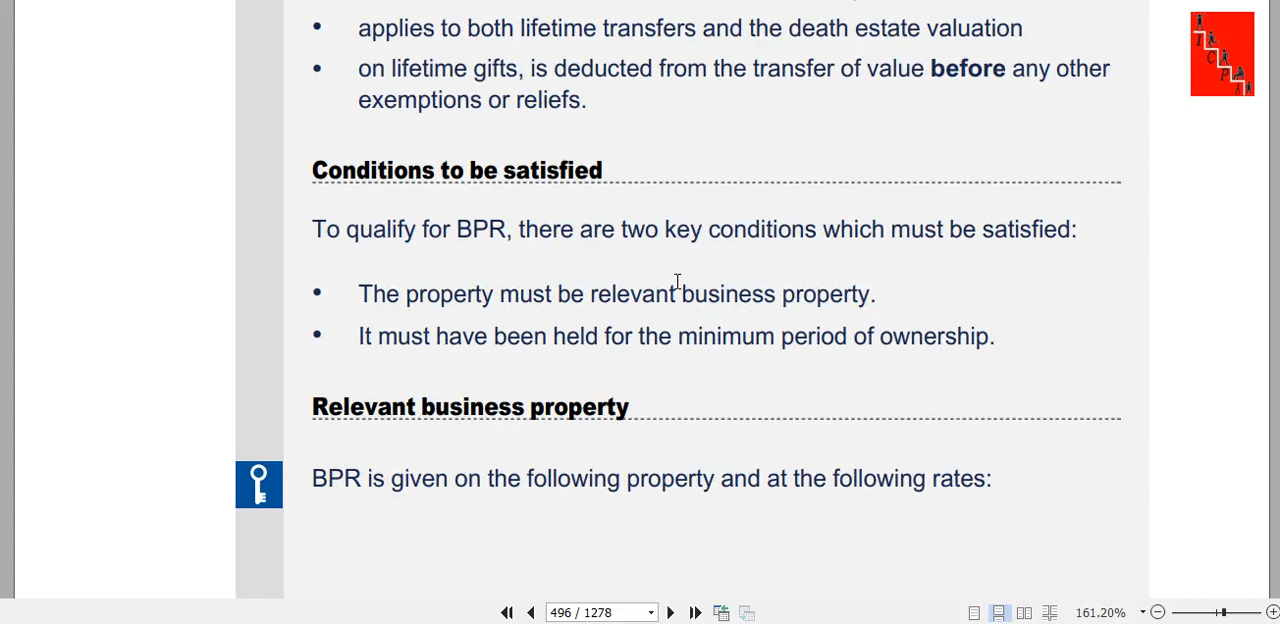 • applies to both lifetime transfers and the death estate valuation
• on lifetime gifts, is deducted from the transfer of value before any other
exemptions or reliefs.
I
C
P
A
Conditions to be satisfied
To qualify for BPR, there are two key conditions which must be satisfied:
• The property must be relevant business property.
• It must have been held for the minimum period of ownership.
Relevant business property
BPR is given on the following property and at the following rates:
496 / 1278
161.20%